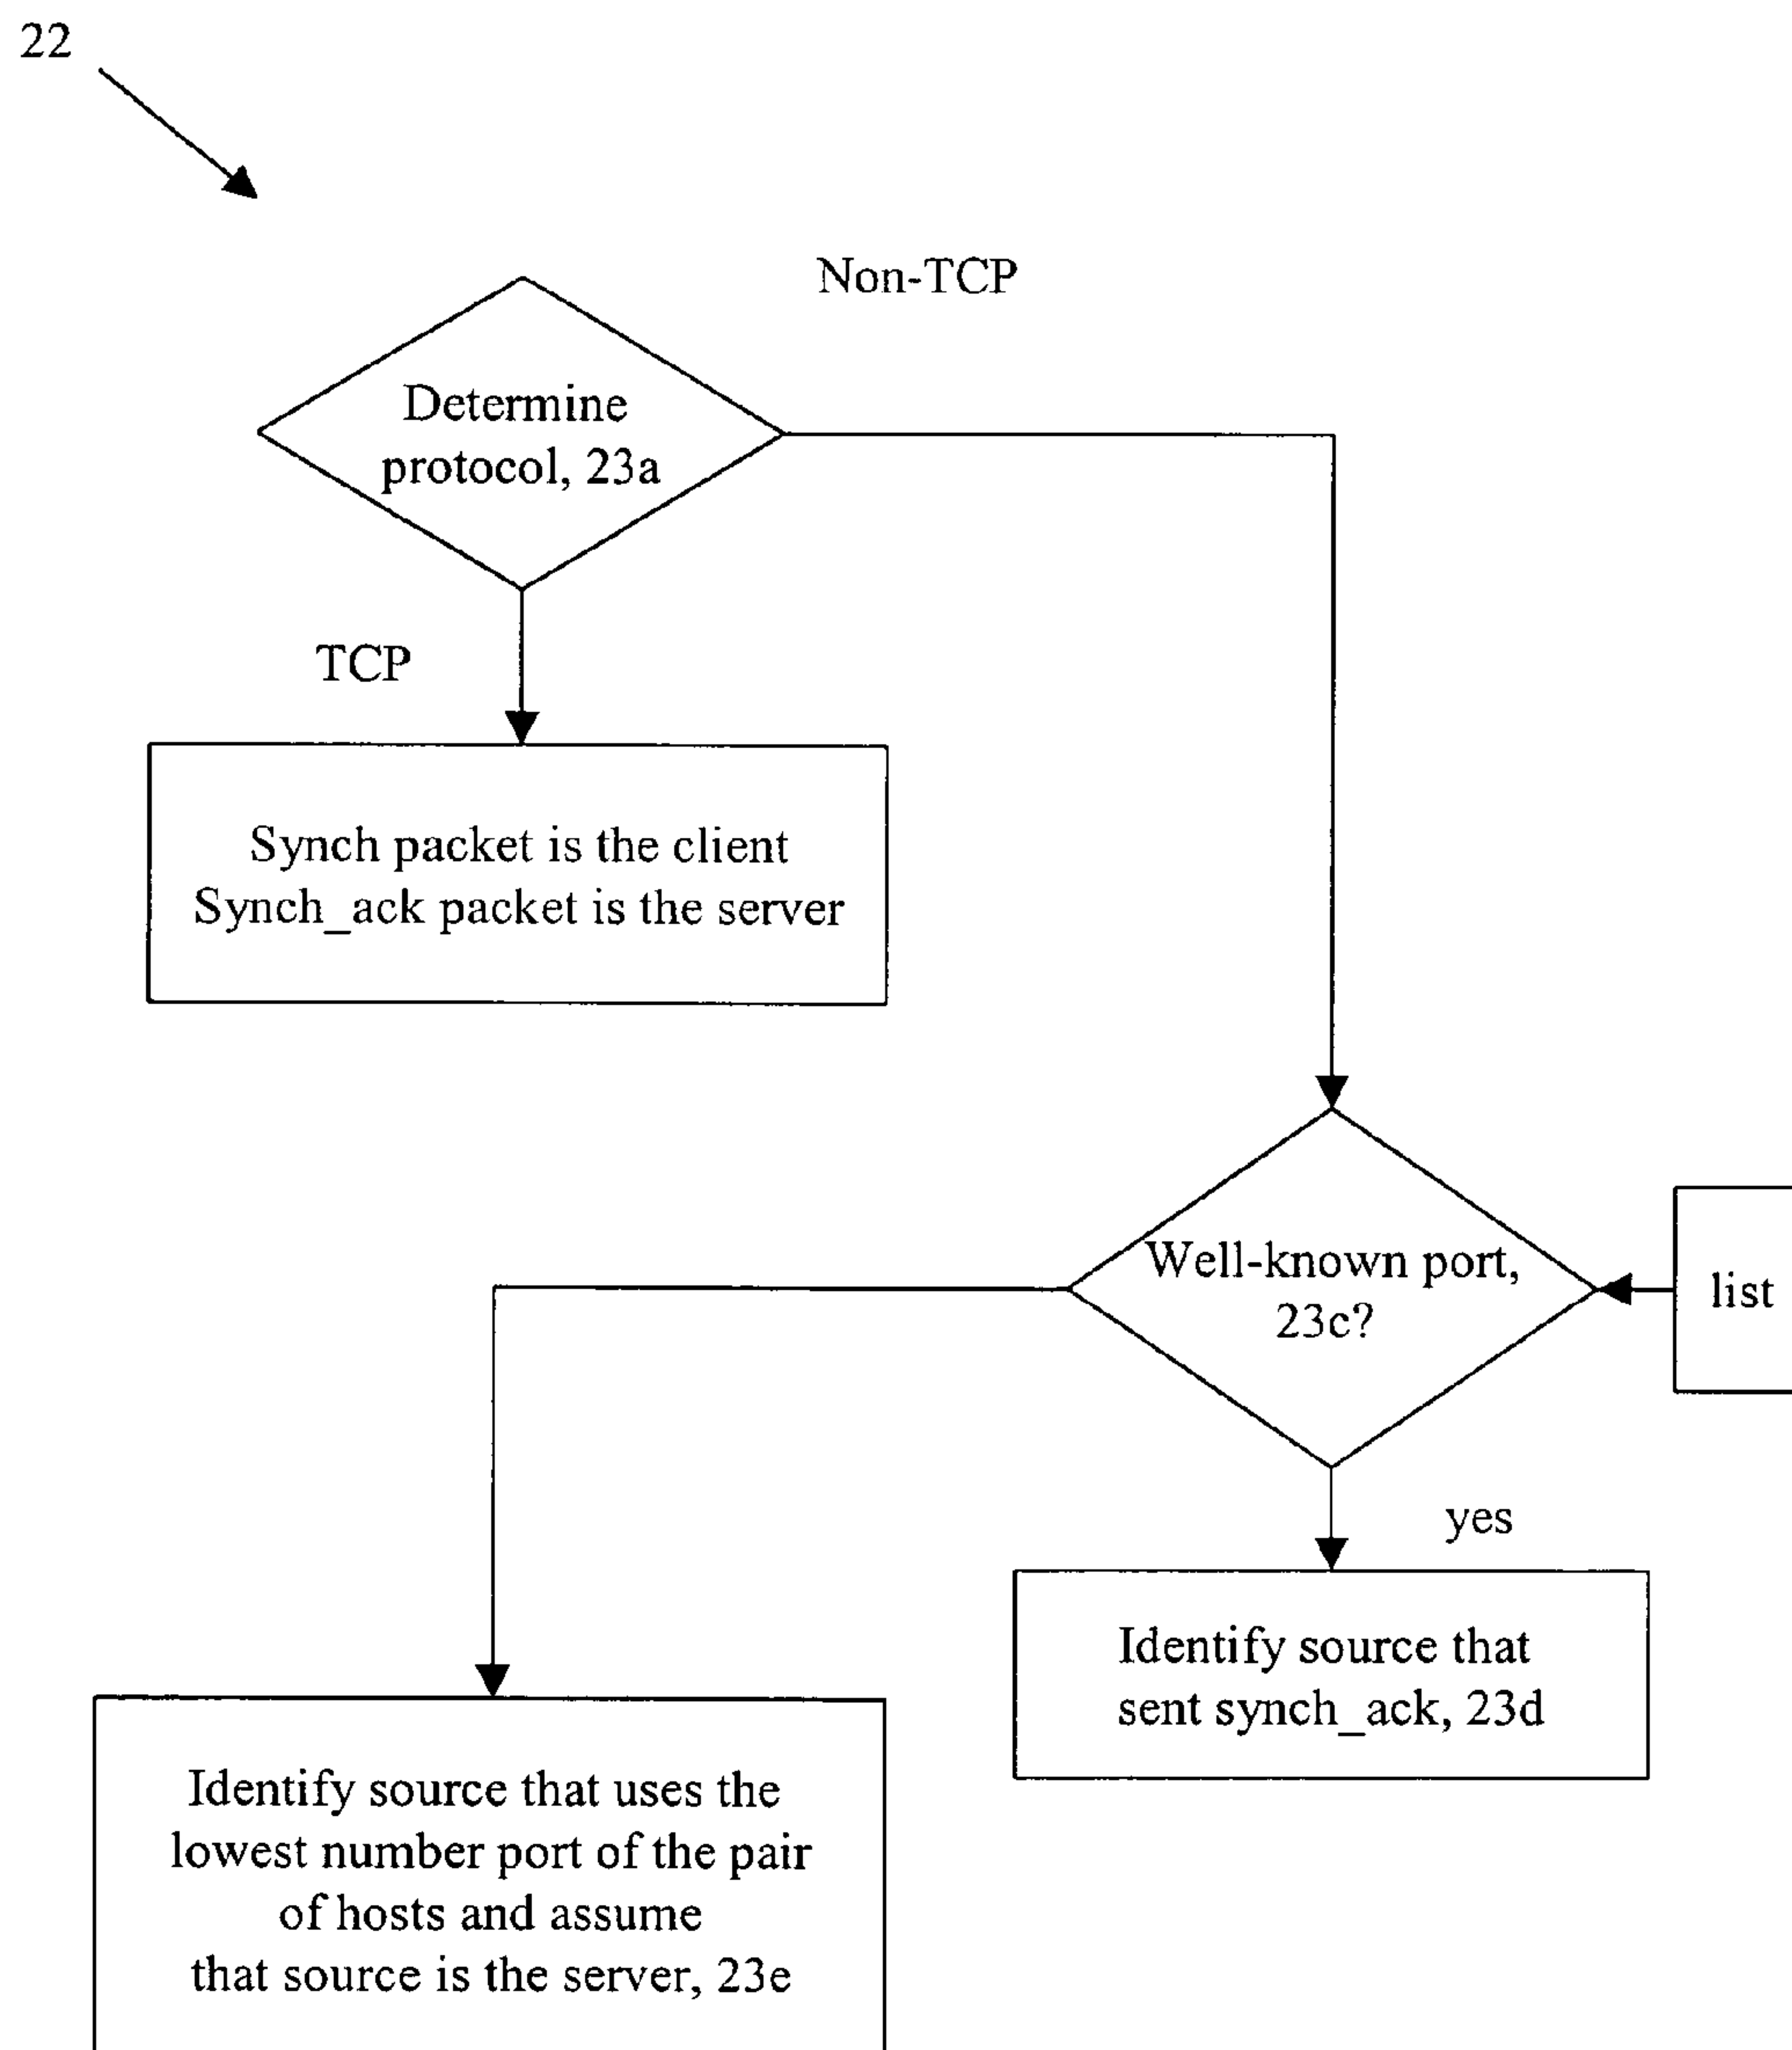 22
Non-TCP
Determine
protocol, 23a
TCP
Synch packet is the client
Synch_ack packet is the server
Well-known port,
23c?
list
yes
Identify source that
sent synch_ack, 23d
Identify source that uses the
lowest number port of the pair
of hosts and assume
that source is the server, 23e